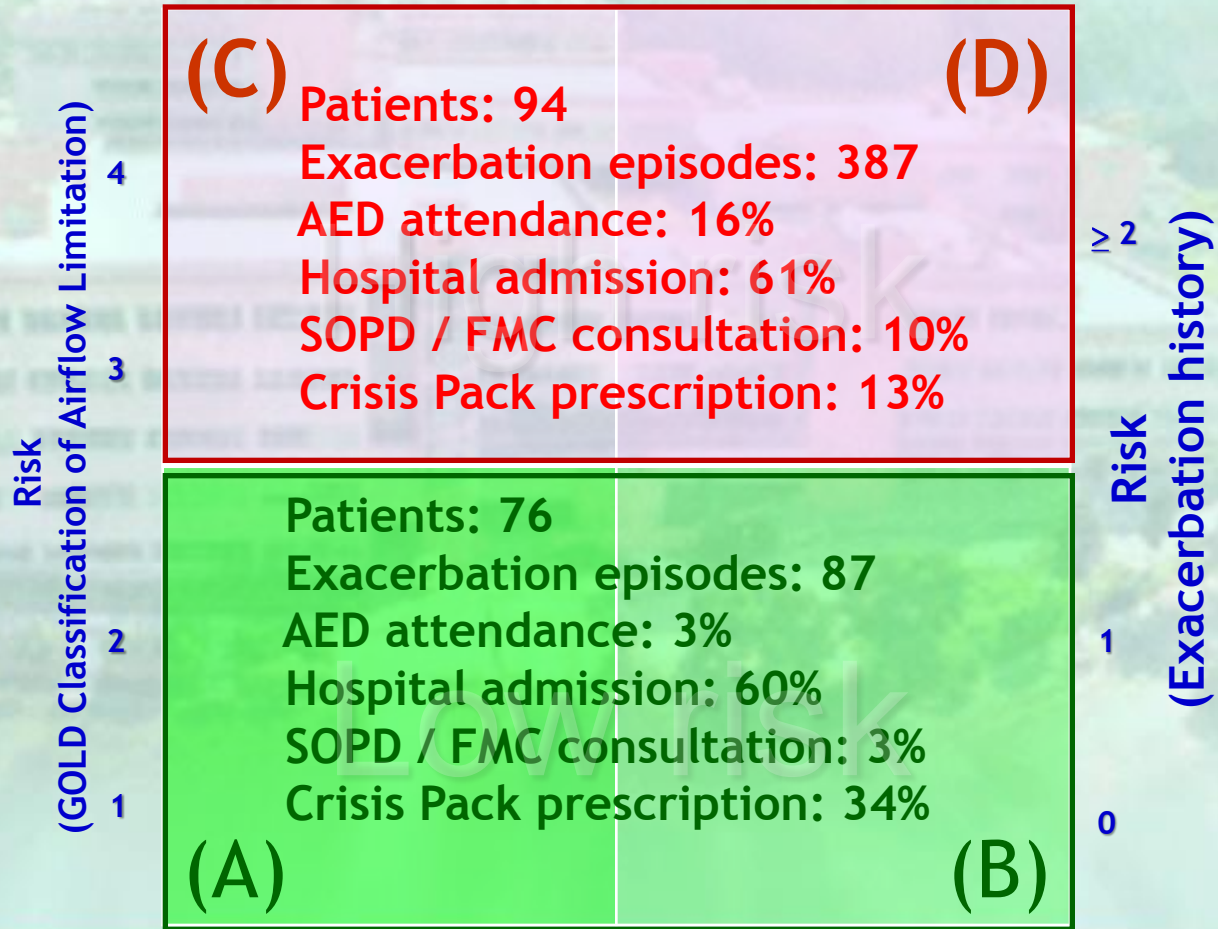 (C)
(D)
Patients: 94
Exacerbation episodes: 387
AED attendance: 16%
Hospital admission: 61%
SOPD / FMC consultation: 10%
Crisis Pack prescription: 13%
High risk
Patients: 76
Exacerbation episodes: 87
AED attendance: 3%
Hospital admission: 60%
SOPD / FMC consultation: 3%
Crisis Pack prescription: 34%
Low risk
(A)
(B)
Risk
(GOLD Classification of Airflow Limitation)
4
3
2
1
≥ 2
1
0
Risk
(Exacerbation history)